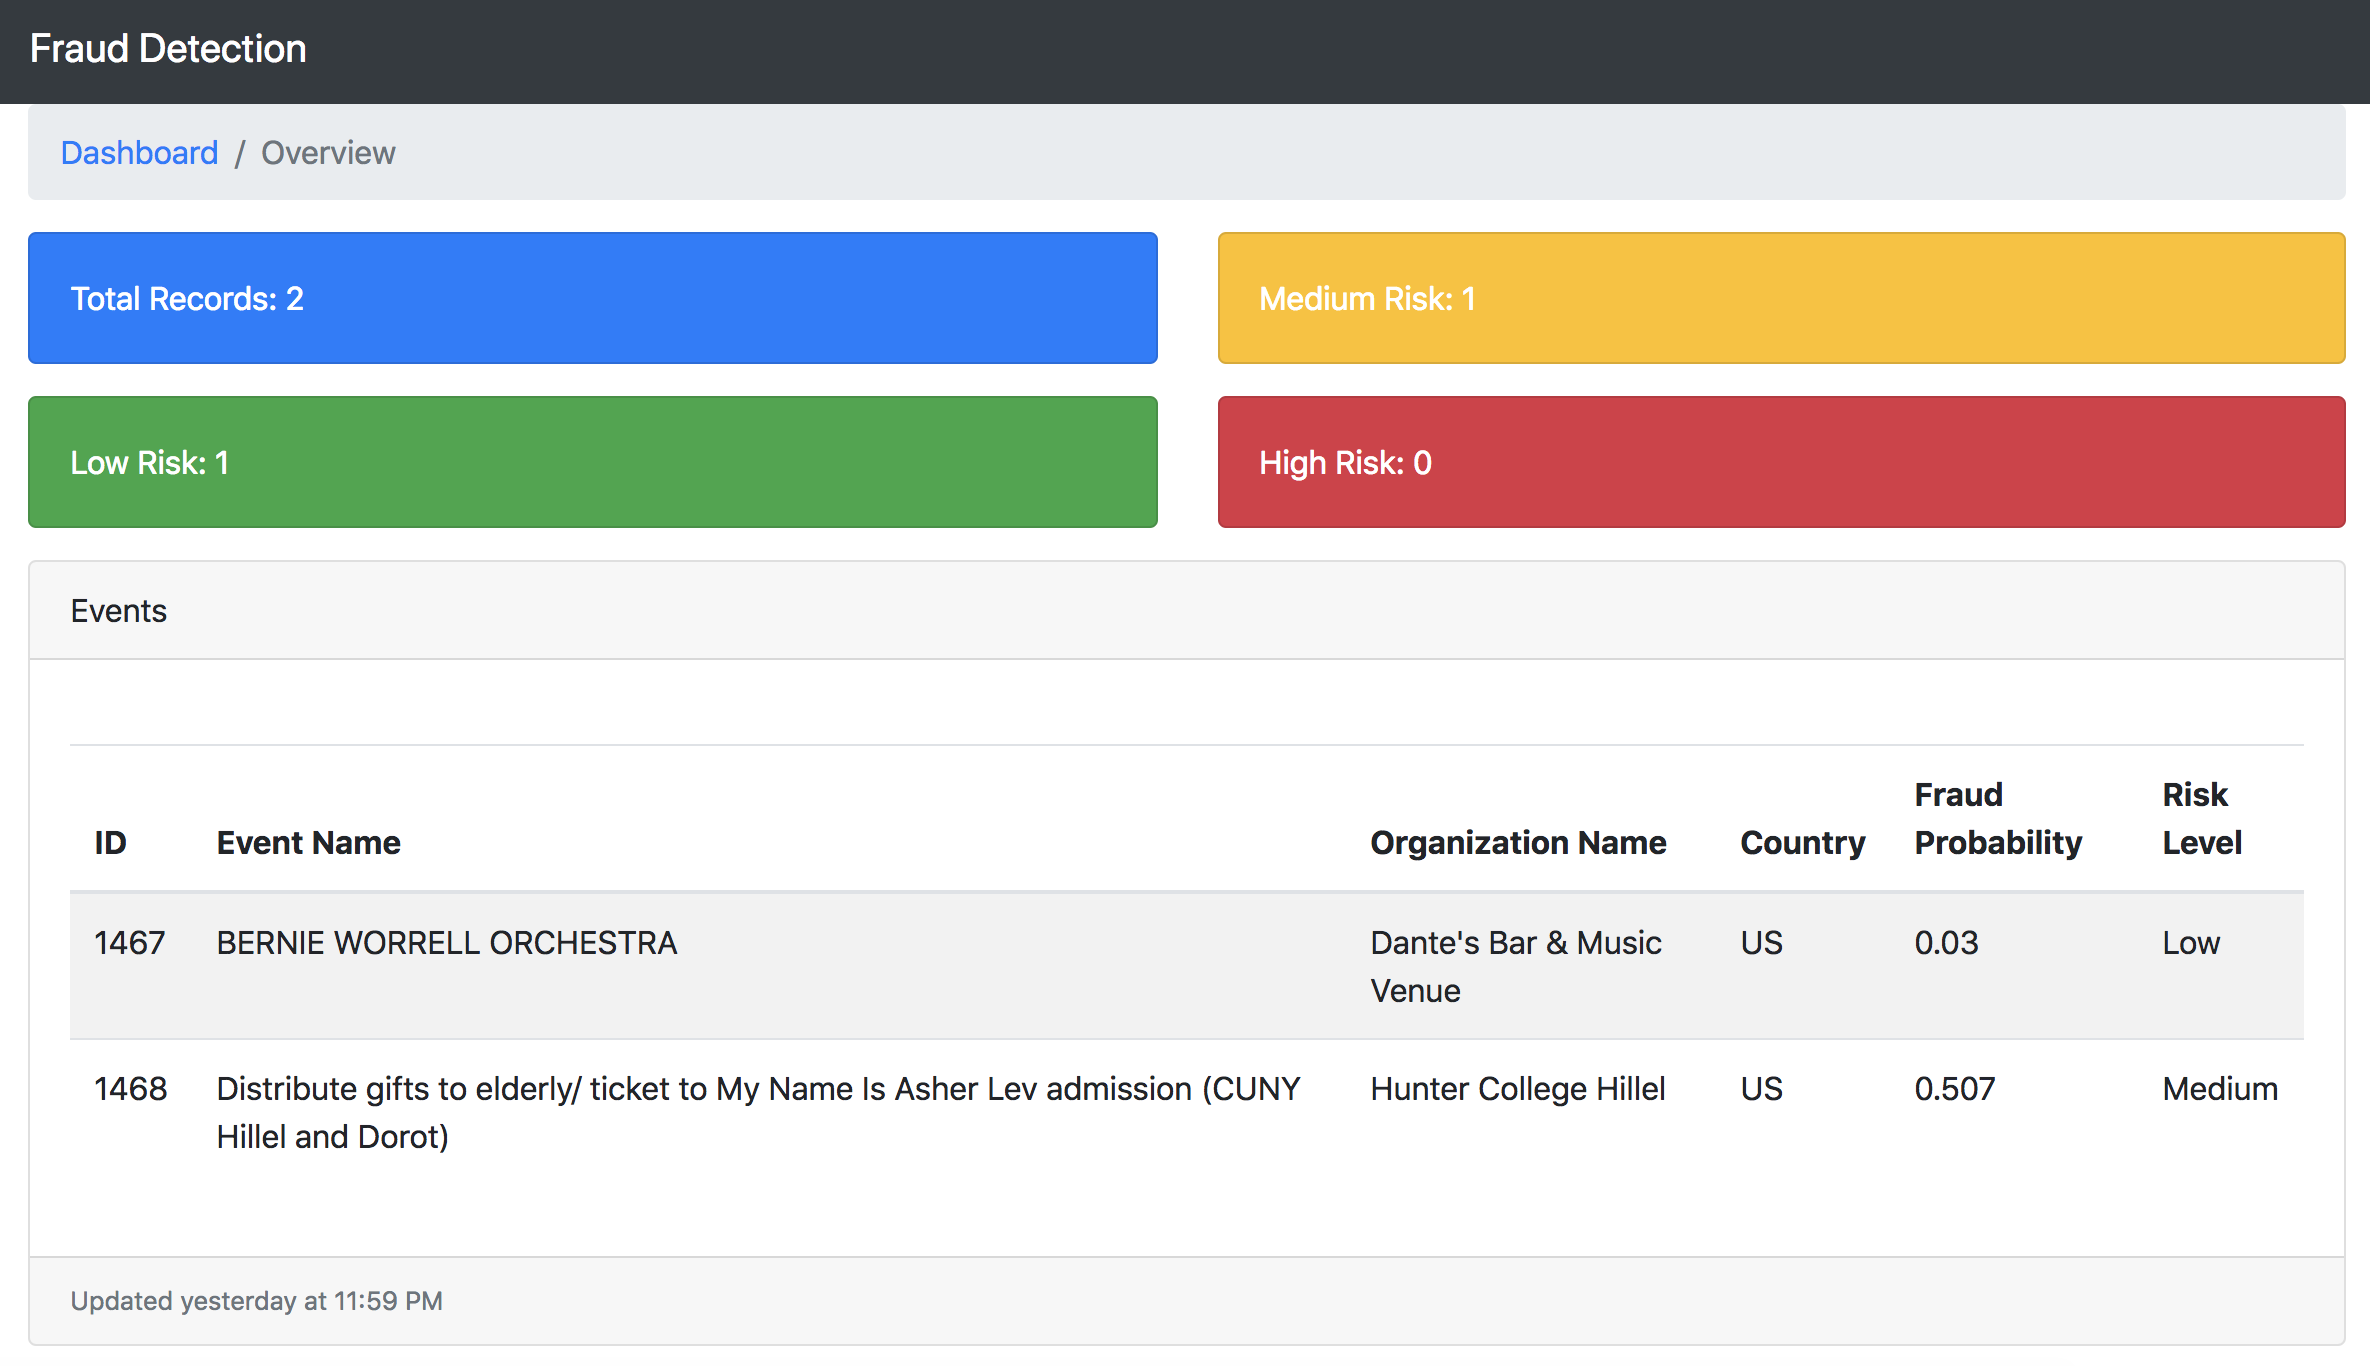 Fraud Detection
Dashboard / Overview
Total Records: 2
Medium Risk: 1
Low Risk: 1
High Risk: 0
Events
ID Event Name Organization Name Country Fraud Probability Risk Level
1467 BERNIE WORRELL ORCHESTRA Dante's Bar & Music Venue US 0.03 Low
1468 Distribute gifts to elderly/ ticket to My Name Is Asher Lev admission (CUNY Hillel and Dorot) Hunter College Hillel US 0.507 Medium
Updated yesterday at 11:59 PM